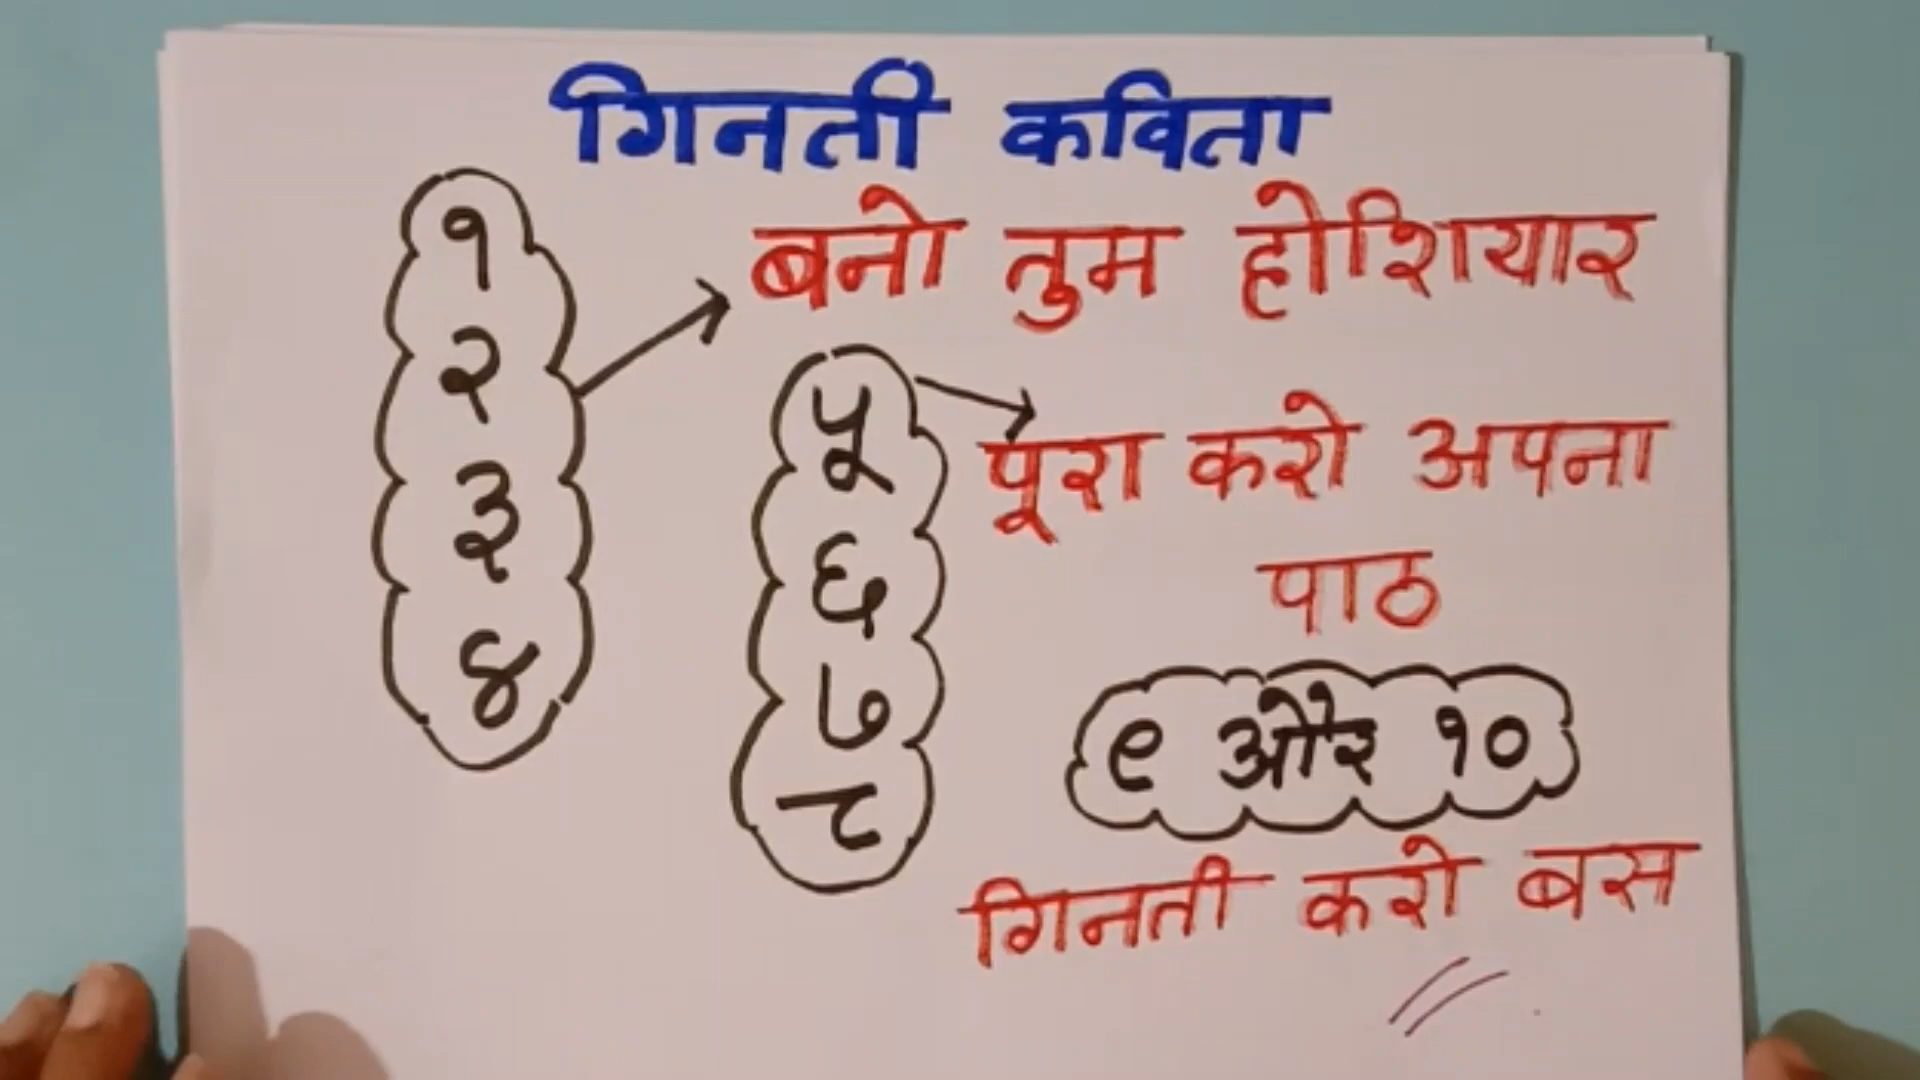 गिनती कविता
१
२
३
४
बनो तुम होशियार
५
६
७
८
पूरा करो अपना
पाठ
९ और १०
गिनती करो बस